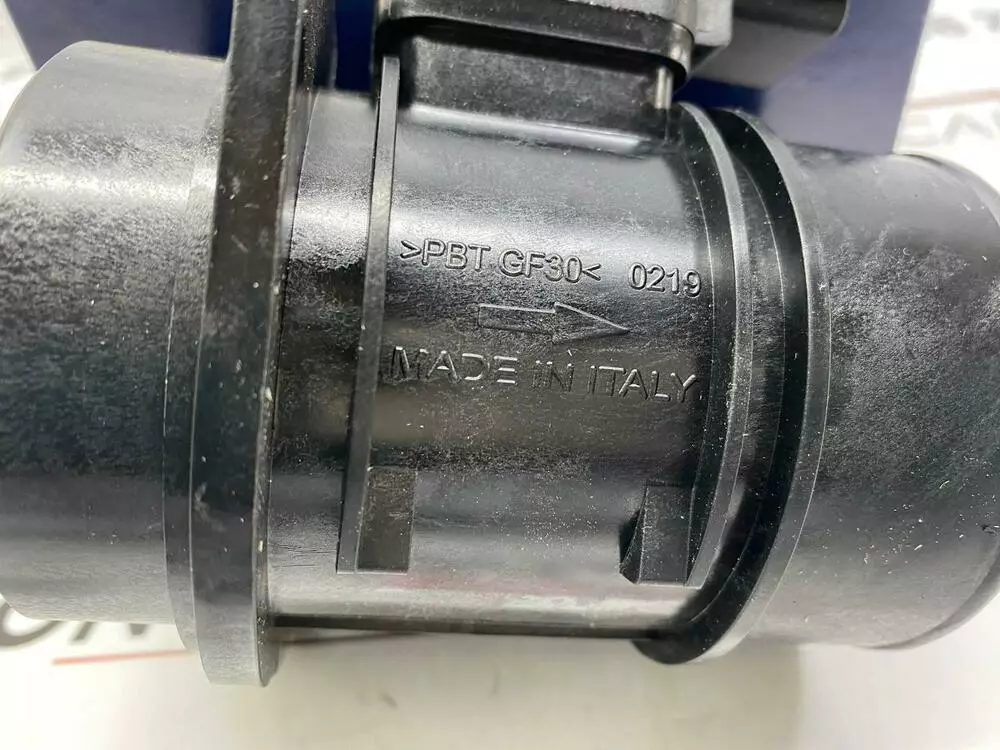 >PBT GF30< 0219
MADE IN ITALY